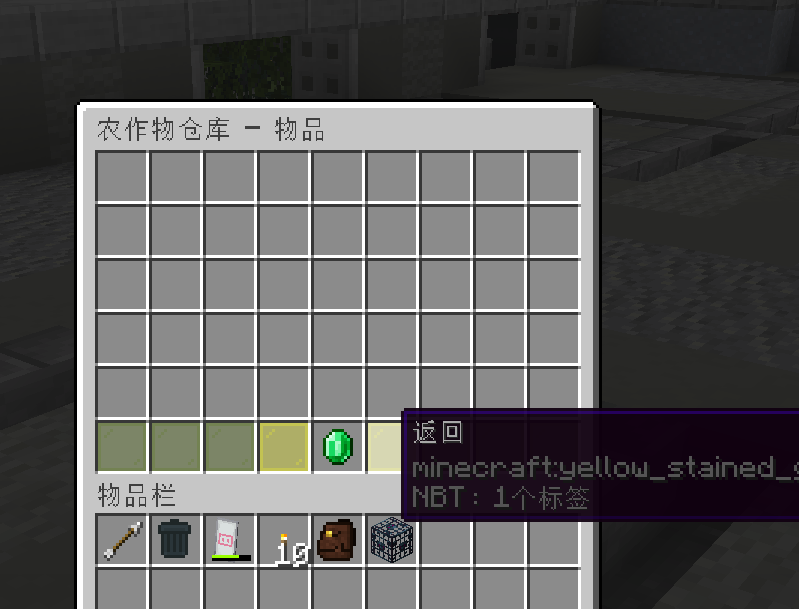 农作物仓库 - 物品
返回
minecraft:yellow_stained_g
NBT: 1个标签
物品栏
10